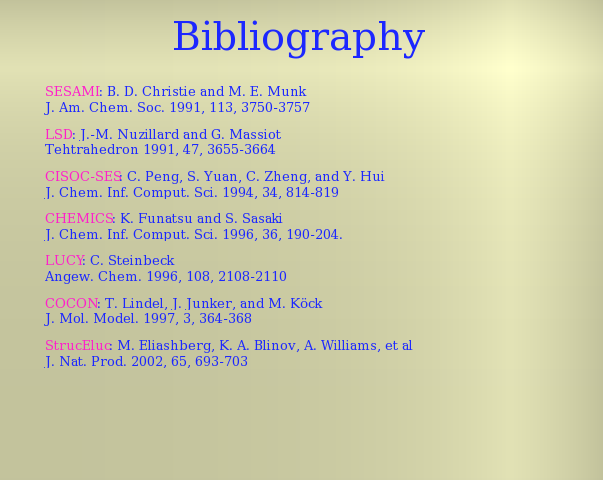 Bibliography
SESAMI: B. D. Christie and M. E. Munk
J. Am. Chem. Soc. 1991, 113, 3750-3757
LSD: J.-M. Nuzillard and G. Massiot
Tehtrahedron 1991, 47, 3655-3664
CISOC-SES: C. Peng, S. Yuan, C. Zheng, and Y. Hui
J. Chem. Inf. Comput. Sci. 1994, 34, 814-819
CHEMICS: K. Funatsu and S. Sasaki
J. Chem. Inf. Comput. Sci. 1996, 36, 190-204.
LUCY: C. Steinbeck
Angew. Chem. 1996, 108, 2108-2110
COCON: T. Lindel, J. Junker, and M. Köck
J. Mol. Model. 1997, 3, 364-368
StrucEluc: M. Eliashberg, K. A. Blinov, A. Williams, et al
J. Nat. Prod. 2002, 65, 693-703